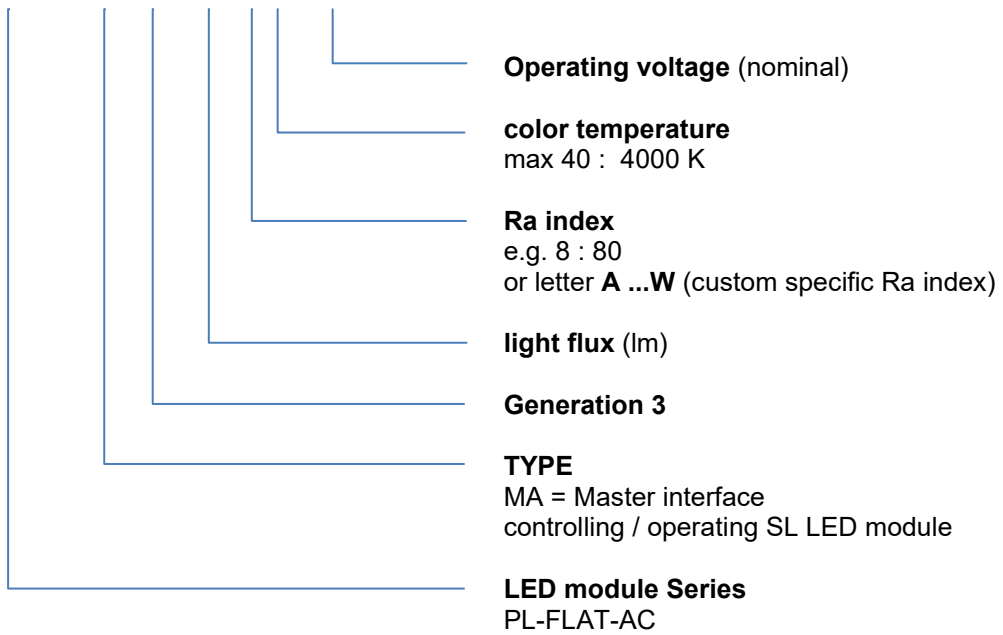 Operating voltage (nominal)
color temperature
max 40 : 4000 K
Ra index
e.g. 8 : 80
or letter A ...W (custom specific Ra index)
light flux (lm)
Generation 3
TYPE
MA = Master interface
controlling / operating SL LED module
LED module Series
PL-FLAT-AC